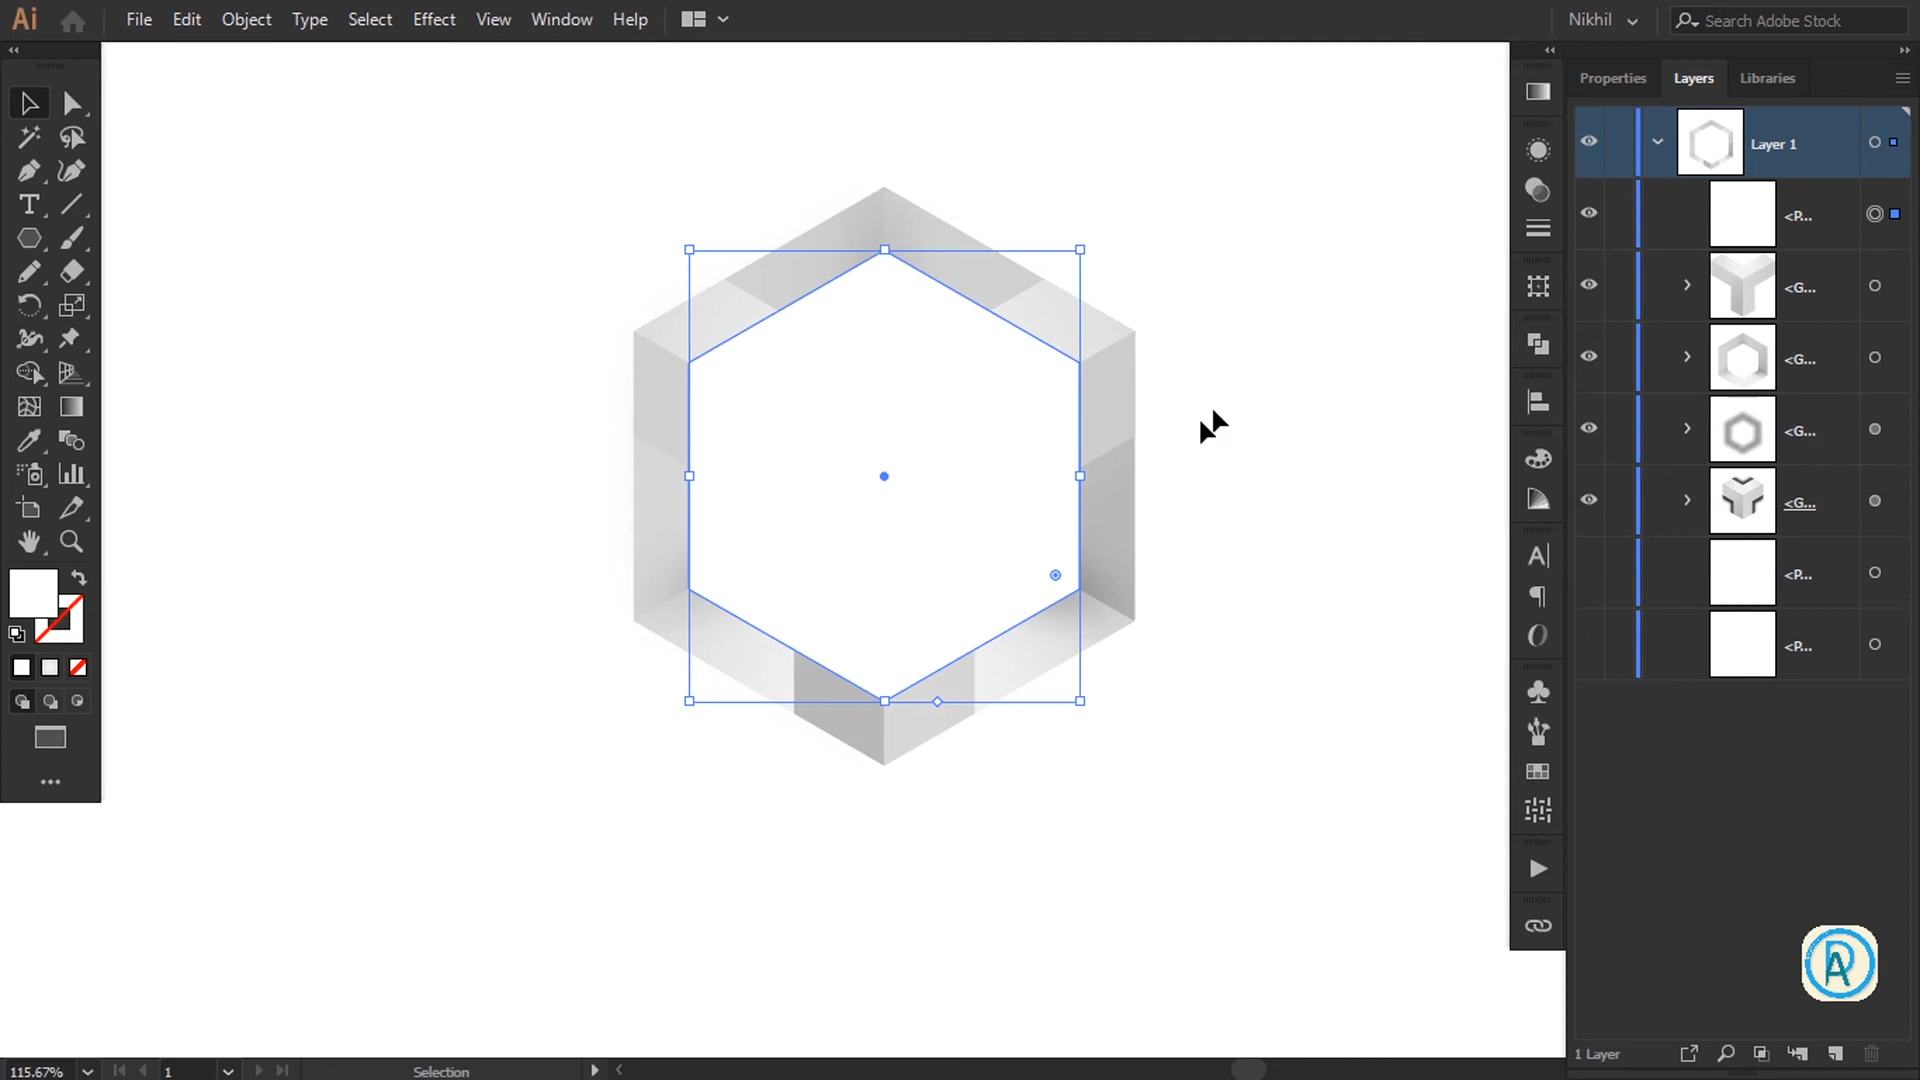 Ai File Edit Object Type Select Effect View Window Help Nikhil Search Adobe Stock
Properties Layers Libraries
Layer 1
<P...
<G...
<G...
<G...
<G...
<P...
<P...
1 Layer
115.67% 1 Selection